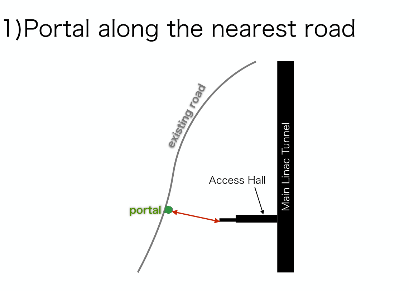 1)Portal along the nearest road
existing road
Main Linac Tunnel
Access Hall
portal